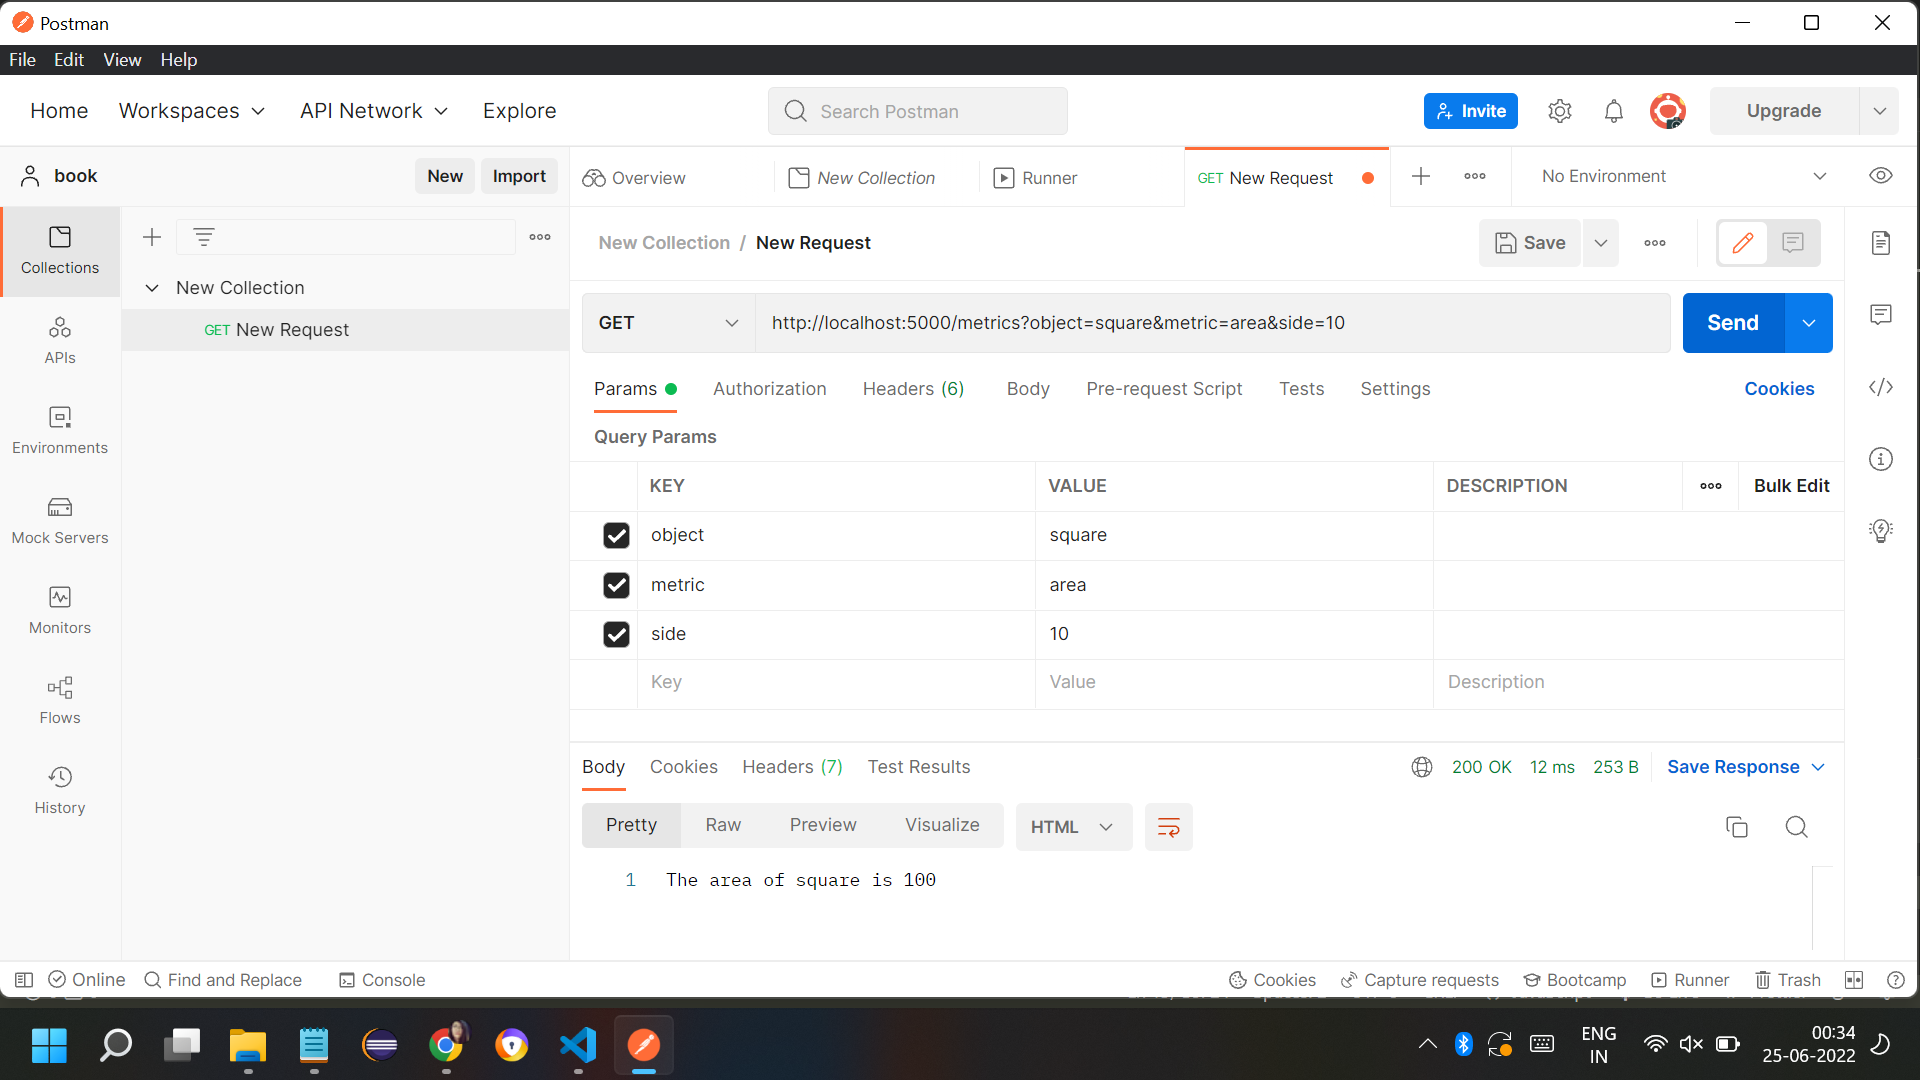 Postman
File Edit View Help
Home Workspaces API Network Explore Search Postman Invite Upgrade
book New Import Overview New Collection Runner GET New Request No Environment
Collections
New Collection / New Request Save
New Collection
GET New Request
GET http://localhost:5000/metrics?object=square&metric=area&side=10 Send
APIs
Params Authorization Headers (6) Body Pre-request Script Tests Settings Cookies
Query Params
Environments
KEY VALUE DESCRIPTION Bulk Edit
object square
Mock Servers
metric area
side 10
Monitors
Key Value Description
Flows
Body Cookies Headers (7) Test Results 200 OK 12 ms 253 B Save Response
History
Pretty Raw Preview Visualize HTML
1 The area of square is 100
Online Find and Replace Console Cookies Capture requests Bootcamp Runner Trash
ENG
IN
00:34
25-06-2022